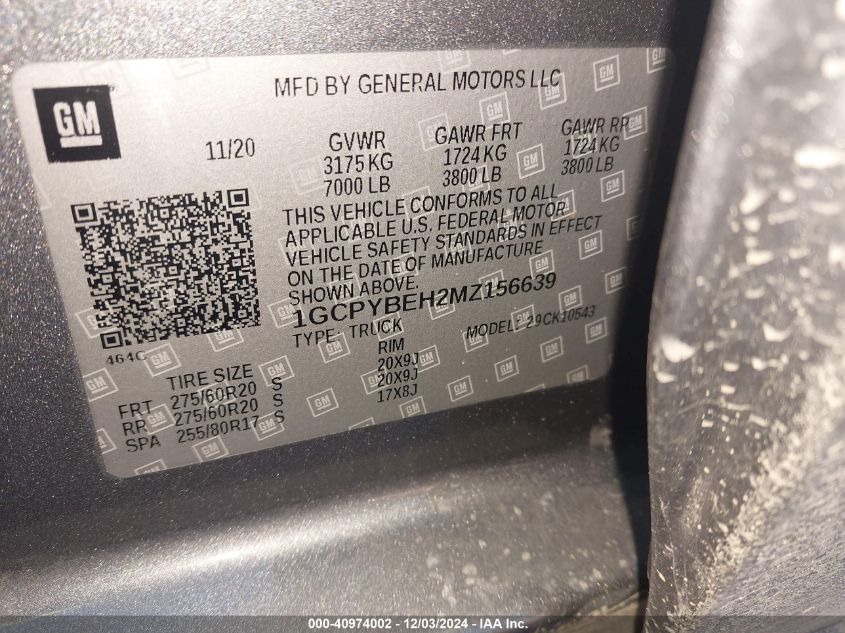 MFD BY GENERAL MOTORS LLC
GM
11/20 GVWR GAWR FRT GAWR RR
3175 KG 1724 KG 1724 KG
7000 LB 3800 LB 3800 LB
THIS VEHICLE CONFORMS TO ALL
APPLICABLE U.S. FEDERAL MOTOR
VEHICLE SAFETY STANDARDS IN EFFECT
ON THE DATE OF MANUFACTURE
SHOWN ABOVE.
1GCPYBEH2MZ156639
TYPE: TRUCK MODEL: 29CK10543
464G
TIRE SIZE RIM
FRT 275/60R20 S 20X9J
RR 275/60R20 S 20X9J
SPA 255/80R17 S 17X8J
000-40974002 - 12/03/2024 - IAA Inc.